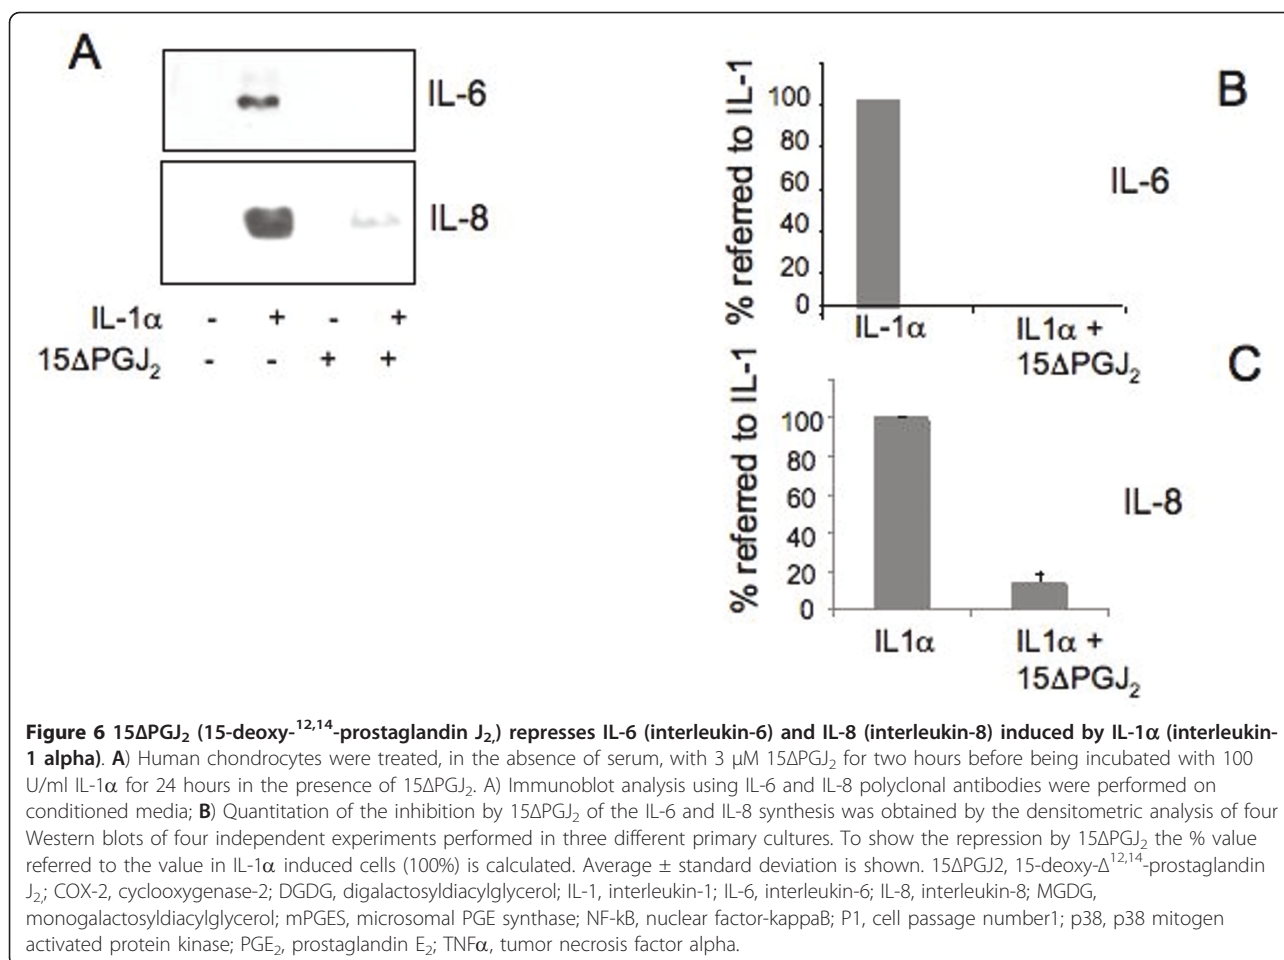 A
IL-6
IL-8
IL-1α - + - +
15ΔPGJ₂ - - + +
B
% referred to IL-1
100
80
60
40
20
0
IL-6
IL-1α IL1α +
15ΔPGJ₂
C
% referred to IL-1
100
80
60
40
20
0
IL-8
IL1α IL1α +
15ΔPGJ₂
Figure 6 15ΔPGJ₂ (15-deoxy-¹²,¹⁴-prostaglandin J₂,) represses IL-6 (interleukin-6) and IL-8 (interleukin-8) induced by IL-1α (interleukin-
1 alpha). A) Human chondrocytes were treated, in the absence of serum, with 3 μM 15ΔPGJ₂ for two hours before being incubated with 100
U/ml IL-1α for 24 hours in the presence of 15ΔPGJ₂. A) Immunoblot analysis using IL-6 and IL-8 polyclonal antibodies were performed on
conditioned media; B) Quantitation of the inhibition by 15ΔPGJ₂ of the IL-6 and IL-8 synthesis was obtained by the densitometric analysis of four
Western blots of four independent experiments performed in three different primary cultures. To show the repression by 15ΔPGJ₂ the % value
referred to the value in IL-1α induced cells (100%) is calculated. Average ± standard deviation is shown. 15ΔPGJ2, 15-deoxy-Δ¹²,¹⁴-prostaglandin
J₂; COX-2, cyclooxygenase-2; DGDG, digalactosyldiacylglycerol; IL-1, interleukin-1; IL-6, interleukin-6; IL-8, interleukin-8; MGDG,
monogalactosyldiacylglycerol; mPGES, microsomal PGE synthase; NF-kB, nuclear factor-kappaB; P1, cell passage number1; p38, p38 mitogen
activated protein kinase; PGE₂, prostaglandin E₂; TNFα, tumor necrosis factor alpha.